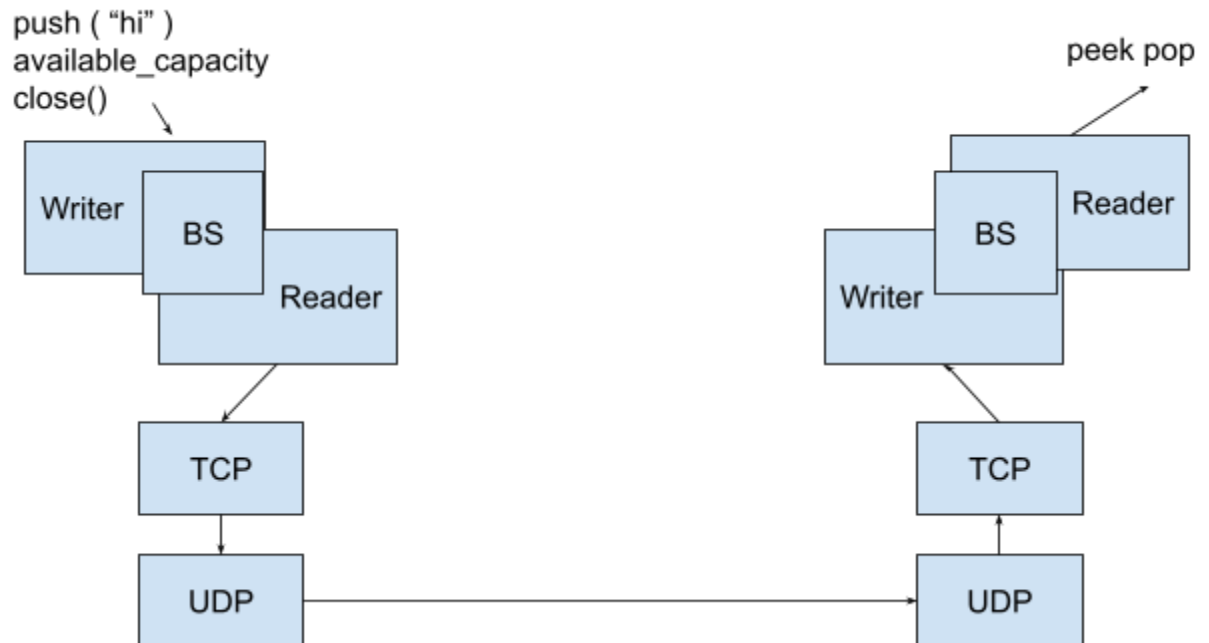 push ( “hi” )
available_capacity
close()
peek pop
Writer
BS
Reader
BS
Reader
Writer
TCP
TCP
UDP
UDP